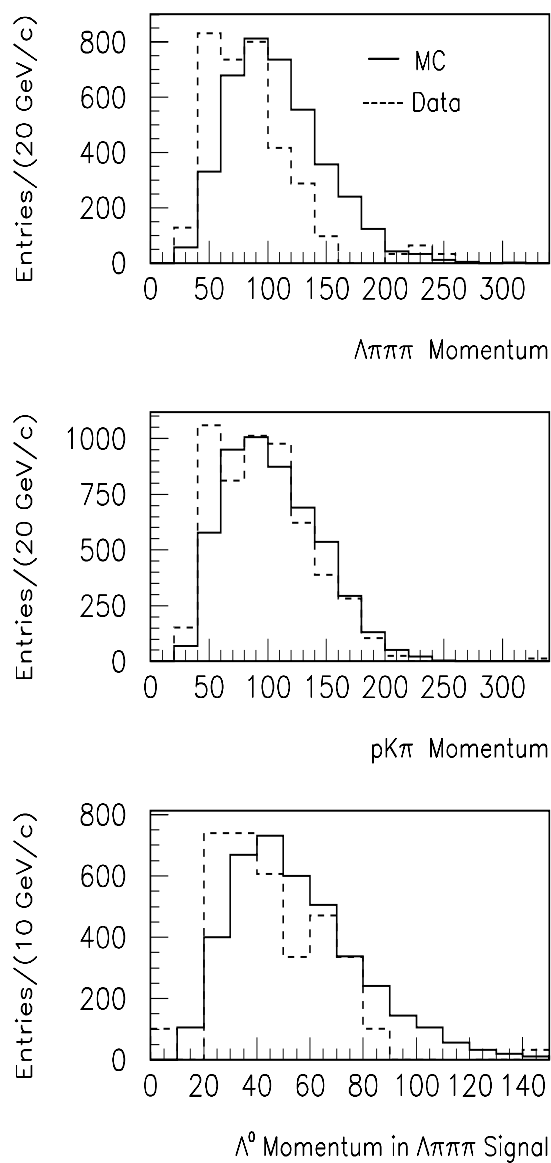 Entries/(20 GeV/c)
800
600
400
200
0
MC
Data
0 50 100 150 200 250 300
Λπππ Momentum
Entries/(20 GeV/c)
1000
750
500
250
0
0 50 100 150 200 250 300
pKπ Momentum
Entries/(10 GeV/c)
800
600
400
200
0
0 20 40 60 80 100 120 140
Λ⁰ Momentum in Λπππ Signal